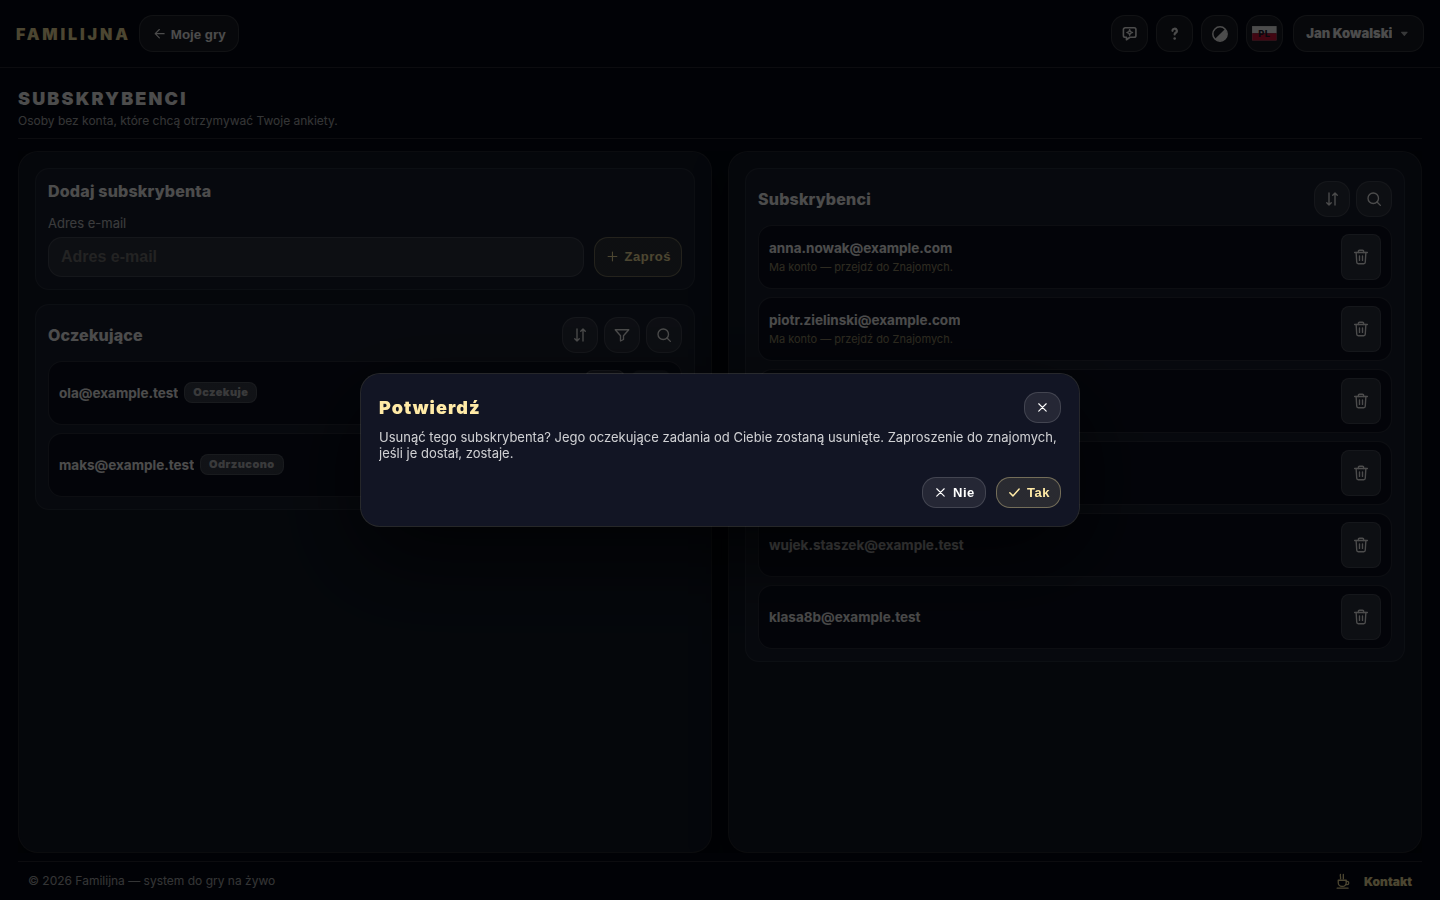 FAMILIJNA
Moje gry
?
PL
Jan Kowalski
SUBSKRYBENCI
Osoby bez konta, które chcą otrzymywać Twoje ankiety.
Dodaj subskrybenta
Adres e-mail
Adres e-mail
Zaproś
Oczekujące
ola@example.test Oczekuje
maks@example.test Odrzucono
Subskrybenci
anna.nowak@example.com
Ma konto — przejdź do Znajomych.
piotr.zielinski@example.com
Ma konto — przejdź do Znajomych.
Potwierdź
Usunąć tego subskrybenta? Jego oczekujące zadania od Ciebie zostaną usunięte. Zaproszenie do znajomych,
jeśli je dostał, zostaje.
Nie
Tak
wujek.staszek@example.test
klasa8b@example.test
© 2026 Familijna — system do gry na żywo
Kontakt